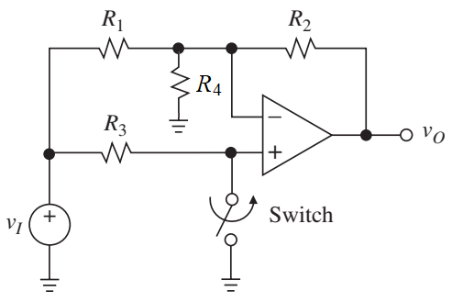 R1 R2
R4
R3
− vO
+
+ Switch
vI